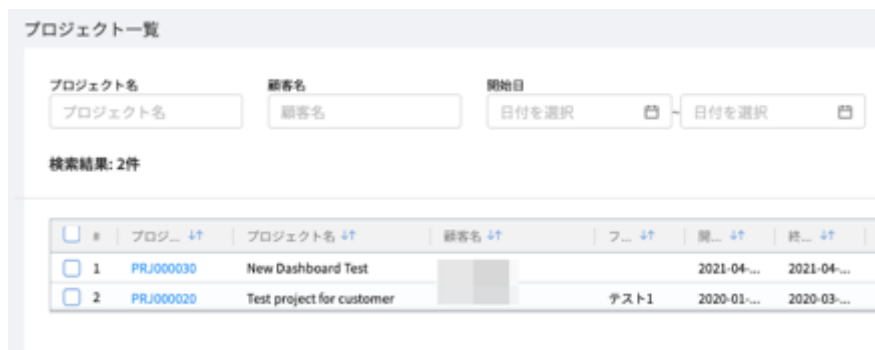 プロジェクト一覧
プロジェクト名 顧客名 開始日
プロジェクト名 顧客名 日付を選択 ~ 日付を選択
検索結果: 2件
# プロジ... プロジェクト名 顧客名 フ... 開... 終...
1 PRJ000030 New Dashboard Test 2021-04-... 2021-04-...
2 PRJ000020 Test project for customer テスト1 2020-01-... 2020-03-...